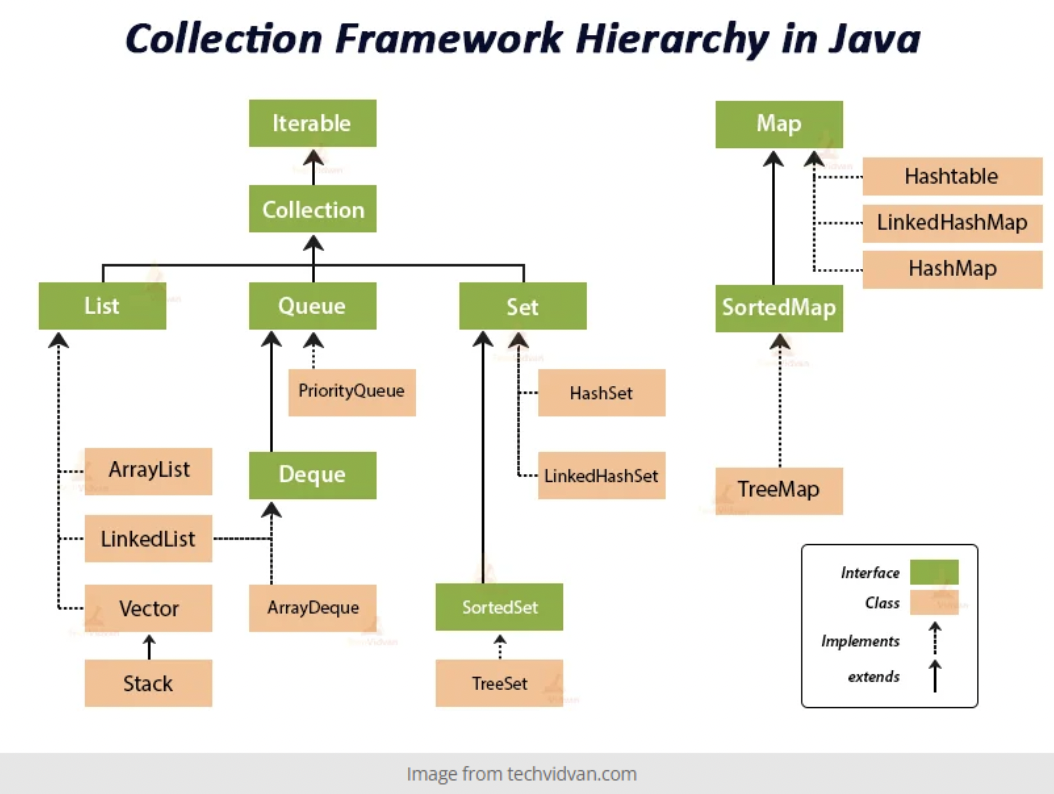 Collection Framework Hierarchy in Java
Iterable
Map
Hashtable
Collection
LinkedHashMap
HashMap
List
Queue
Set
SortedMap
PriorityQueue
HashSet
ArrayList
Deque
LinkedHashSet
TreeMap
LinkedList
Vector
ArrayDeque
SortedSet
Stack
TreeSet
Interface
Class
Implements
extends
Image from techvidvan.com